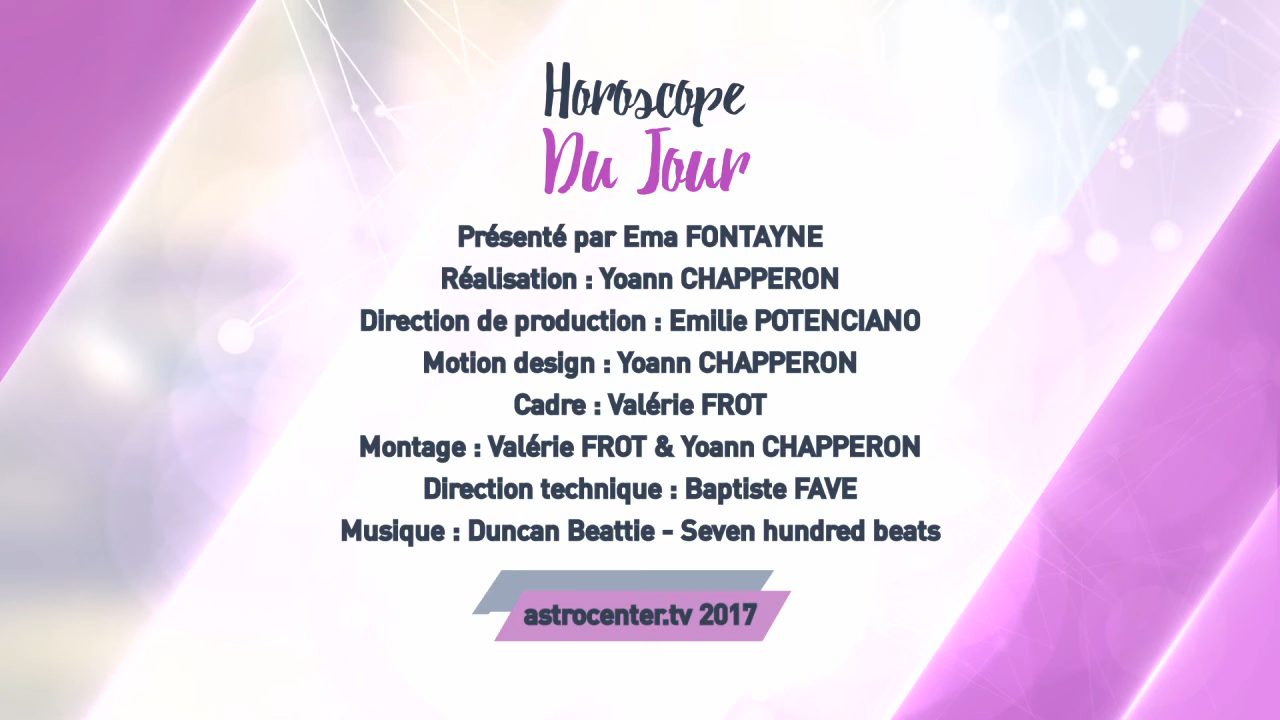 Horoscope
Du Jour
Présenté par Ema FONTAYNE
Réalisation : Yoann CHAPPERON
Direction de production : Emilie POTENCIANO
Motion design : Yoann CHAPPERON
Cadre : Valérie FROT
Montage : Valérie FROT & Yoann CHAPPERON
Direction technique : Baptiste FAVE
Musique : Duncan Beattie - Seven hundred beats
astrocenter.tv 2017